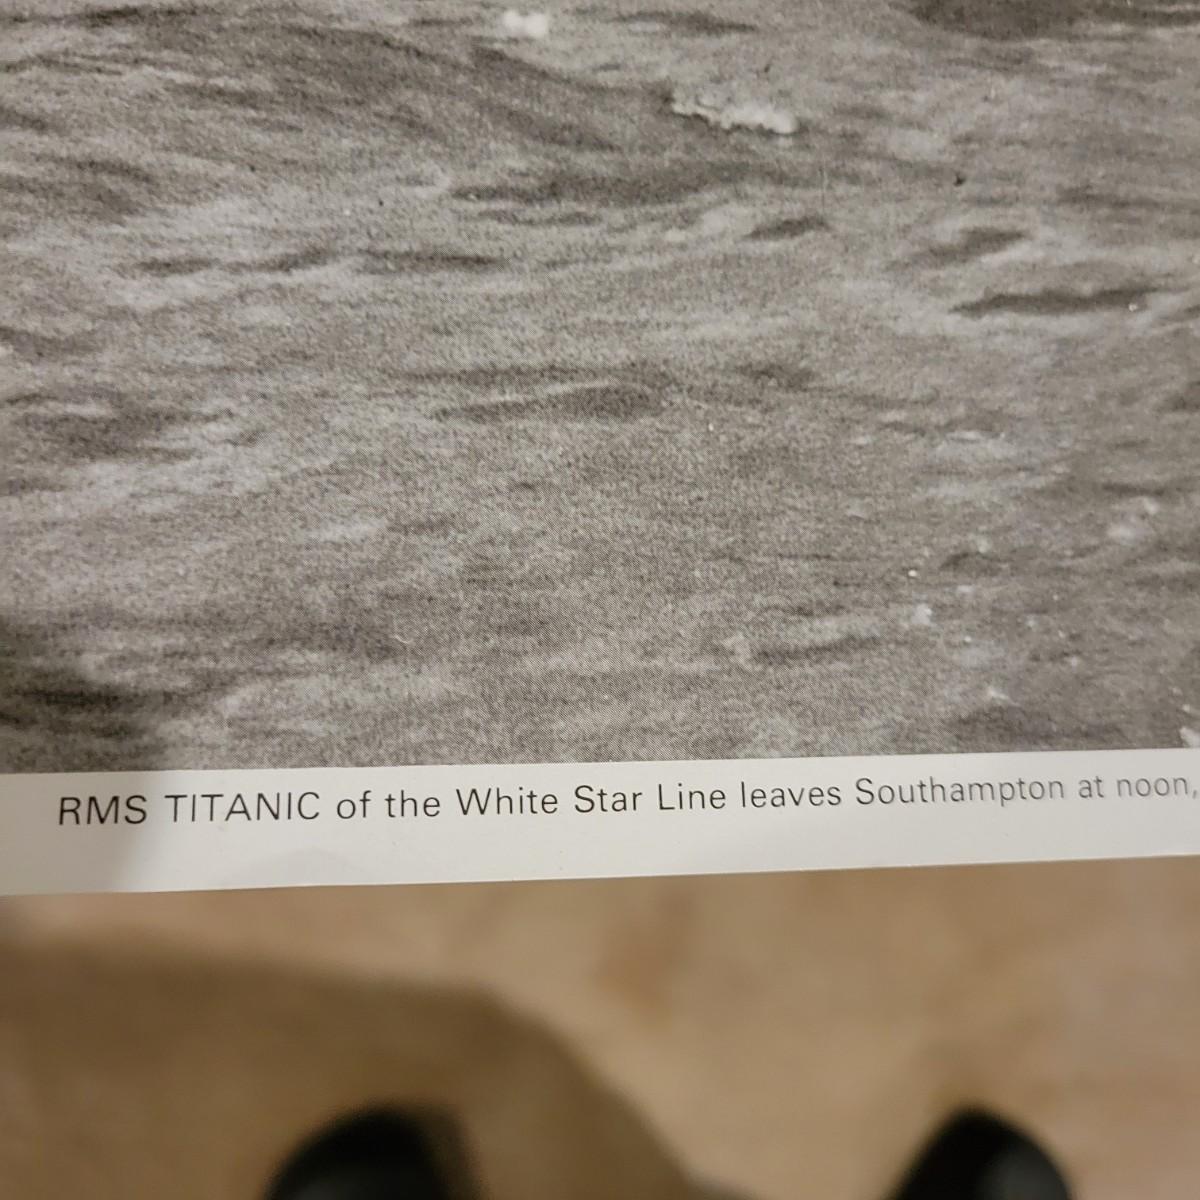 RMS TITANIC of the White Star Line leaves Southampton at noon,